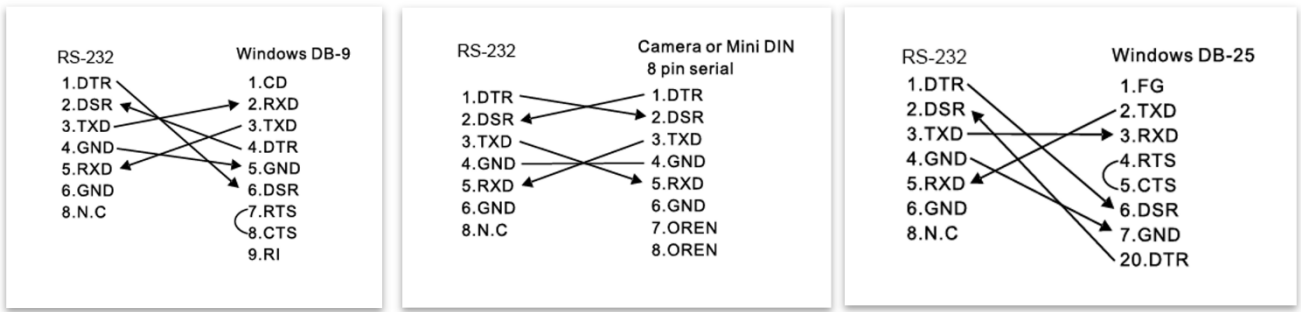 RS-232
1.DTR
2.DSR
3.TXD
4.GND
5.RXD
6.GND
8.N.C
Windows DB-9
1.CD
2.RXD
3.TXD
4.DTR
5.GND
6.DSR
7.RTS
8.CTS
9.RI
RS-232
1.DTR
2.DSR
3.TXD
4.GND
5.RXD
6.GND
8.N.C
Camera or Mini DIN
8 pin serial
1.DTR
2.DSR
3.TXD
4.GND
5.RXD
6.GND
7.OREN
8.OREN
RS-232
1.DTR
2.DSR
3.TXD
4.GND
5.RXD
6.GND
8.N.C
Windows DB-25
1.FG
2.TXD
3.RXD
4.RTS
5.CTS
6.DSR
7.GND
20.DTR